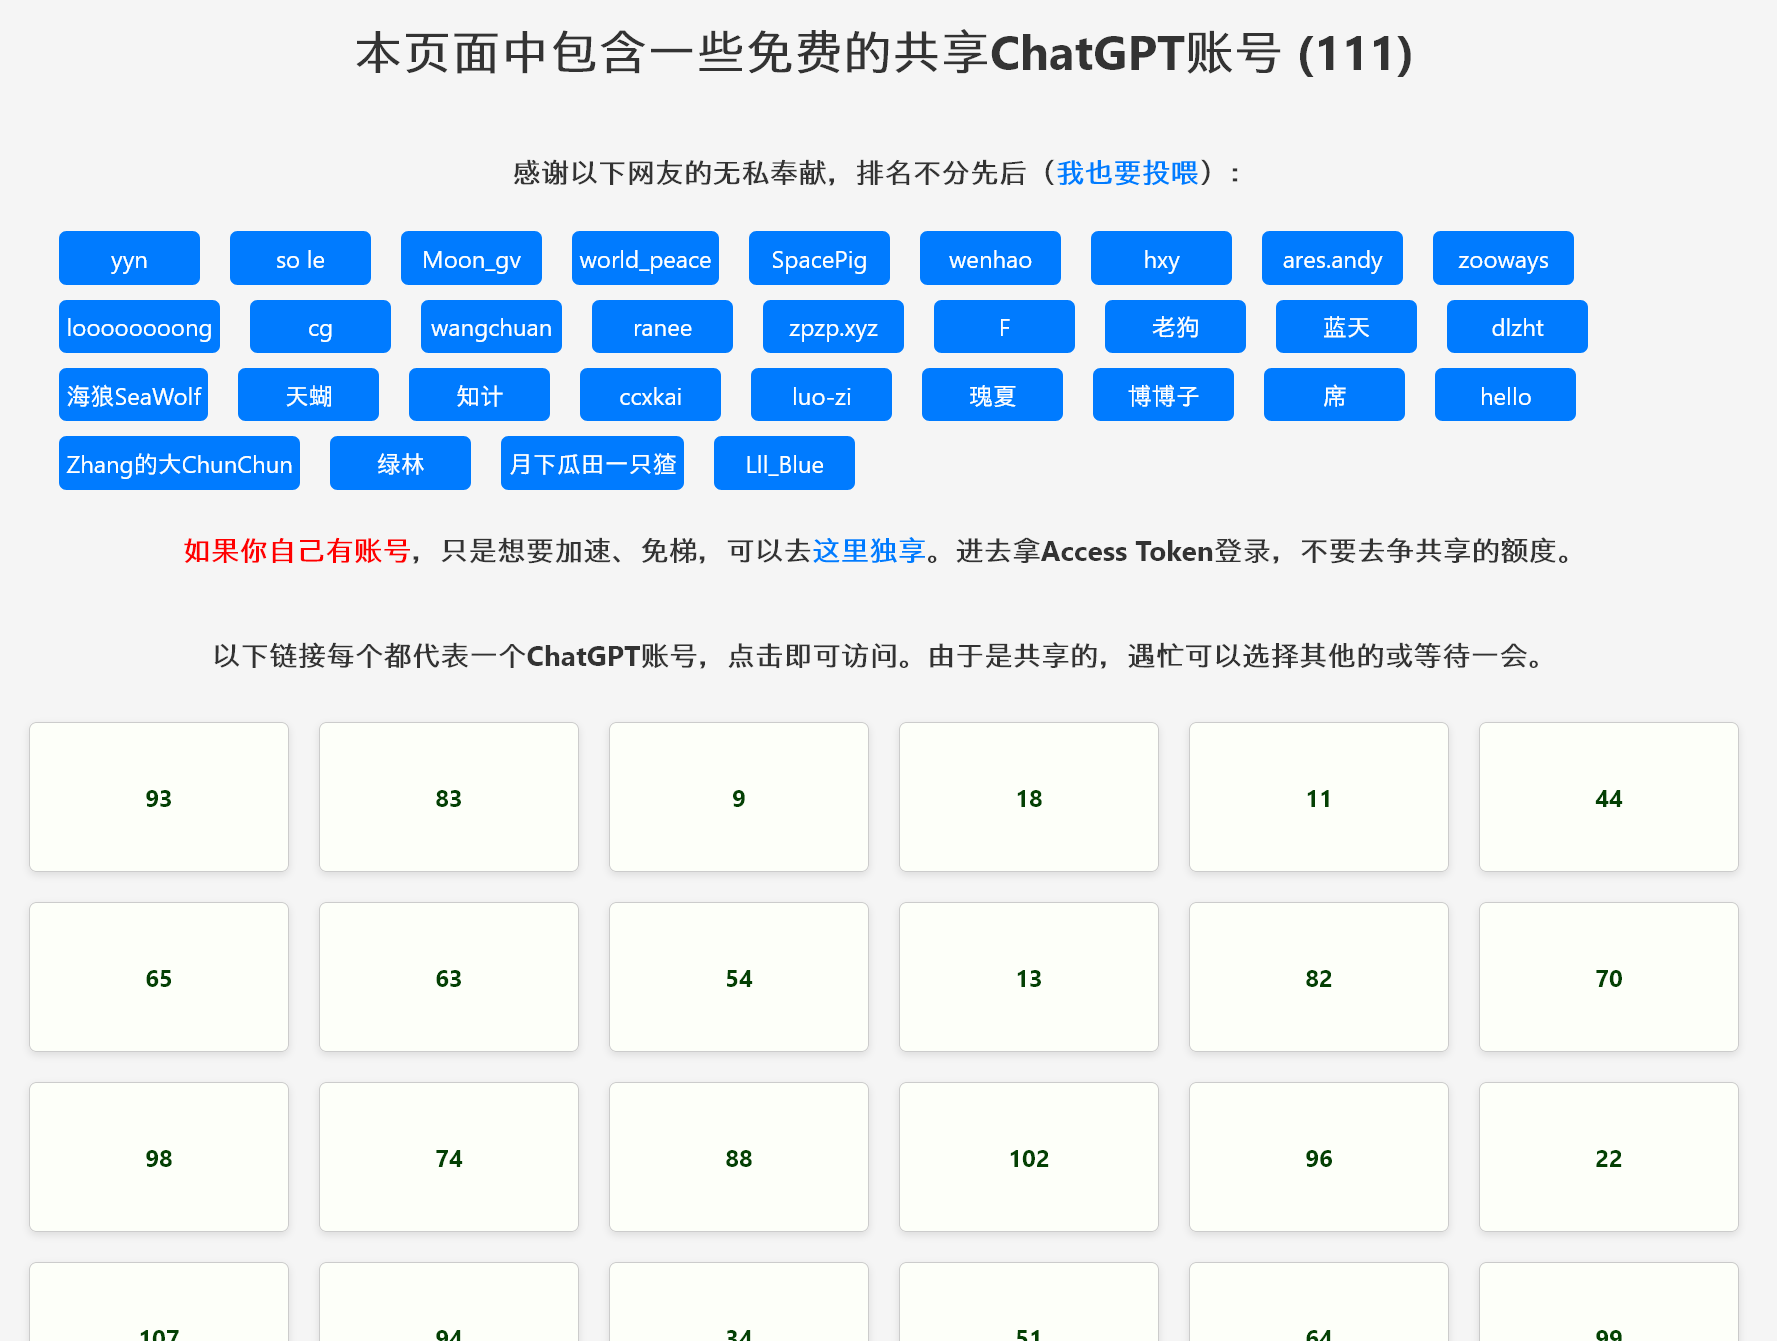 本页面中包含一些免费的共享ChatGPT账号 (111)
感谢以下网友的无私奉献，排名不分先后（我也要投喂）：
yyn so le Moon_gv world_peace SpacePig wenhao hxy ares.andy zooways
looooooooong cg wangchuan ranee zpzp.xyz F 老狗 蓝天 dlzht
海狼SeaWolf 天蝴 知计 ccxkai luo-zi 瑰夏 博博子 席 hello
Zhang的大ChunChun 绿林 月下瓜田一只猹 Lll_Blue
如果你自己有账号，只是想要加速、免梯，可以去这里独享。进去拿Access Token登录，不要去争共享的额度。
以下链接每个都代表一个ChatGPT账号，点击即可访问。由于是共享的，遇忙可以选择其他的或等待一会。
93 83 9 18 11 44
65 63 54 13 82 70
98 74 88 102 96 22
107 94 34 51 64 99